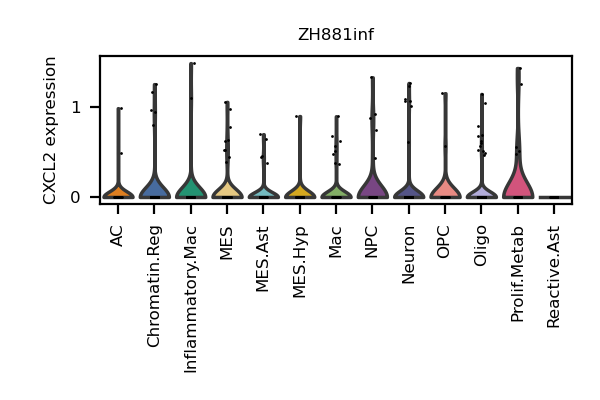 ZH881inf
CXCL2 expression
1
0
AC
Chromatin.Reg
Inflammatory.Mac
MES
MES.Ast
MES.Hyp
Mac
NPC
Neuron
OPC
Oligo
Prolif.Metab
Reactive.Ast